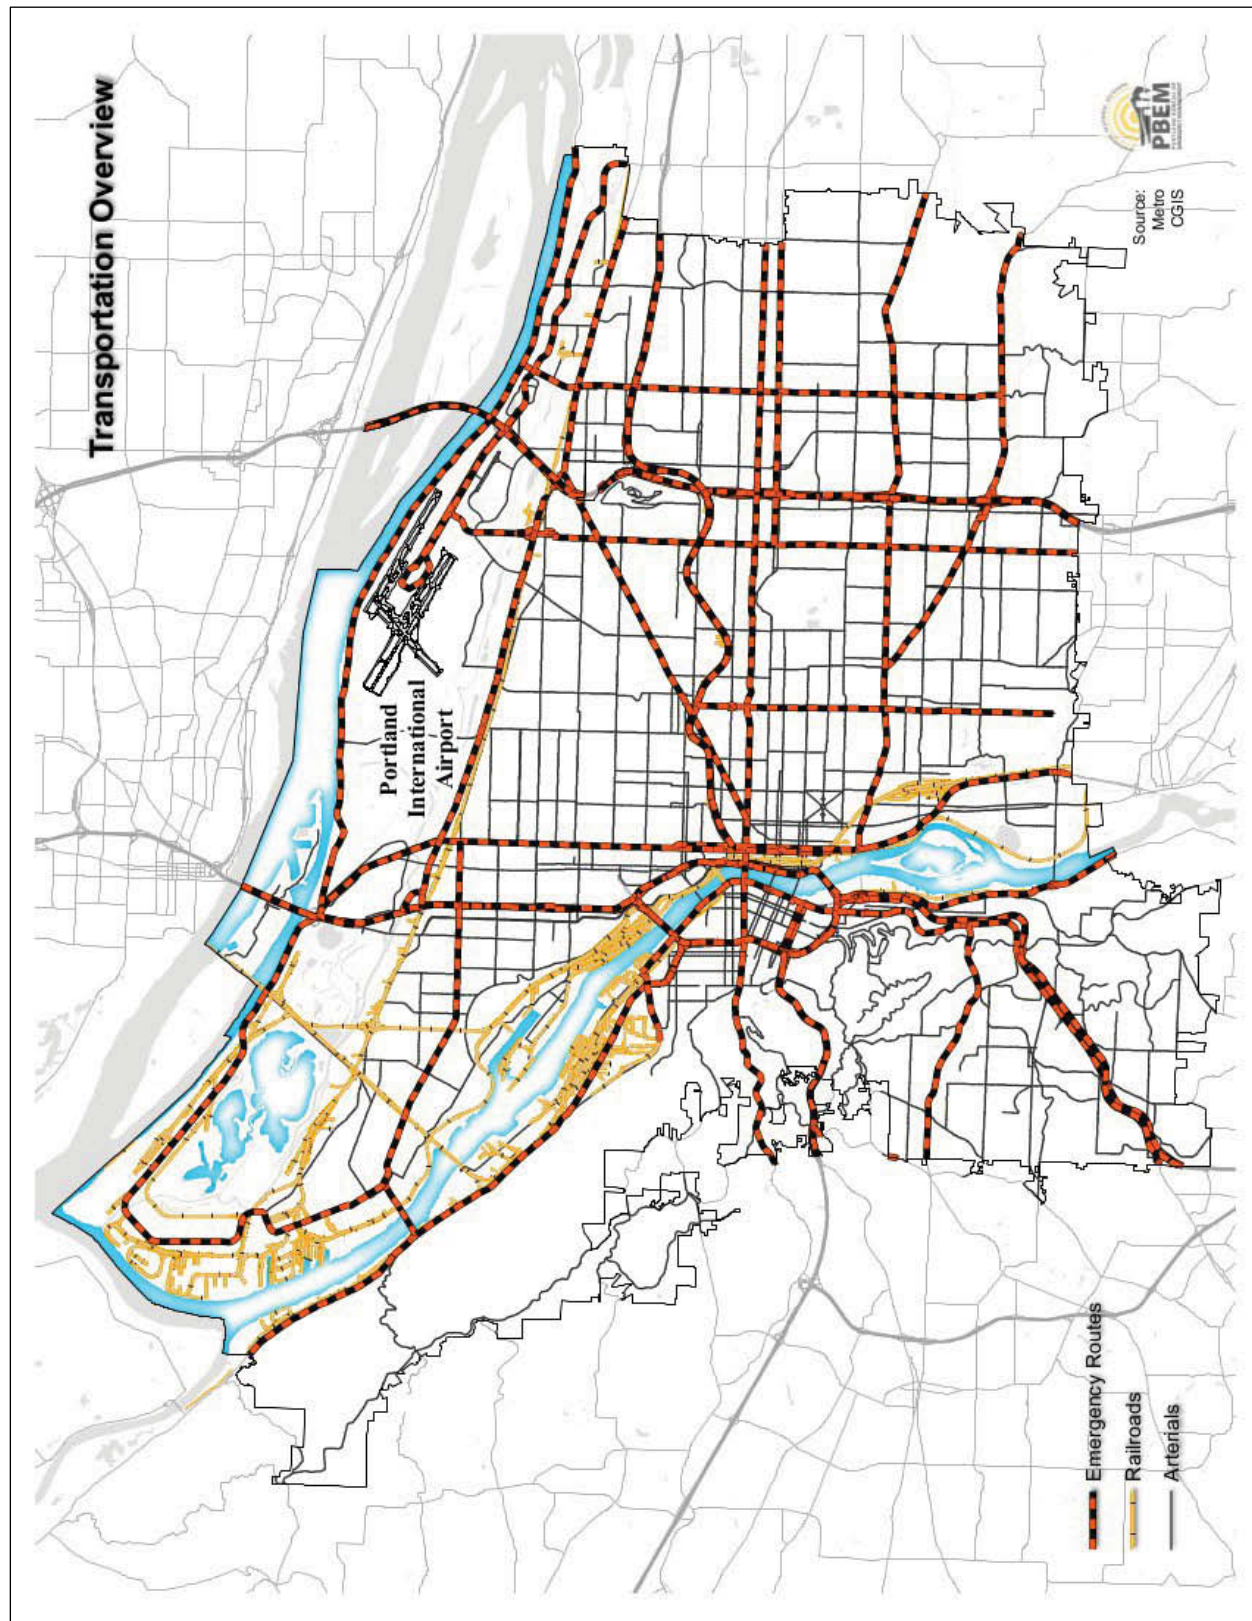 Transportation Overview
Portland
International
Airport
Emergency Routes
Railroads
Arterials
Source:
Metro
CGIS
PBEM